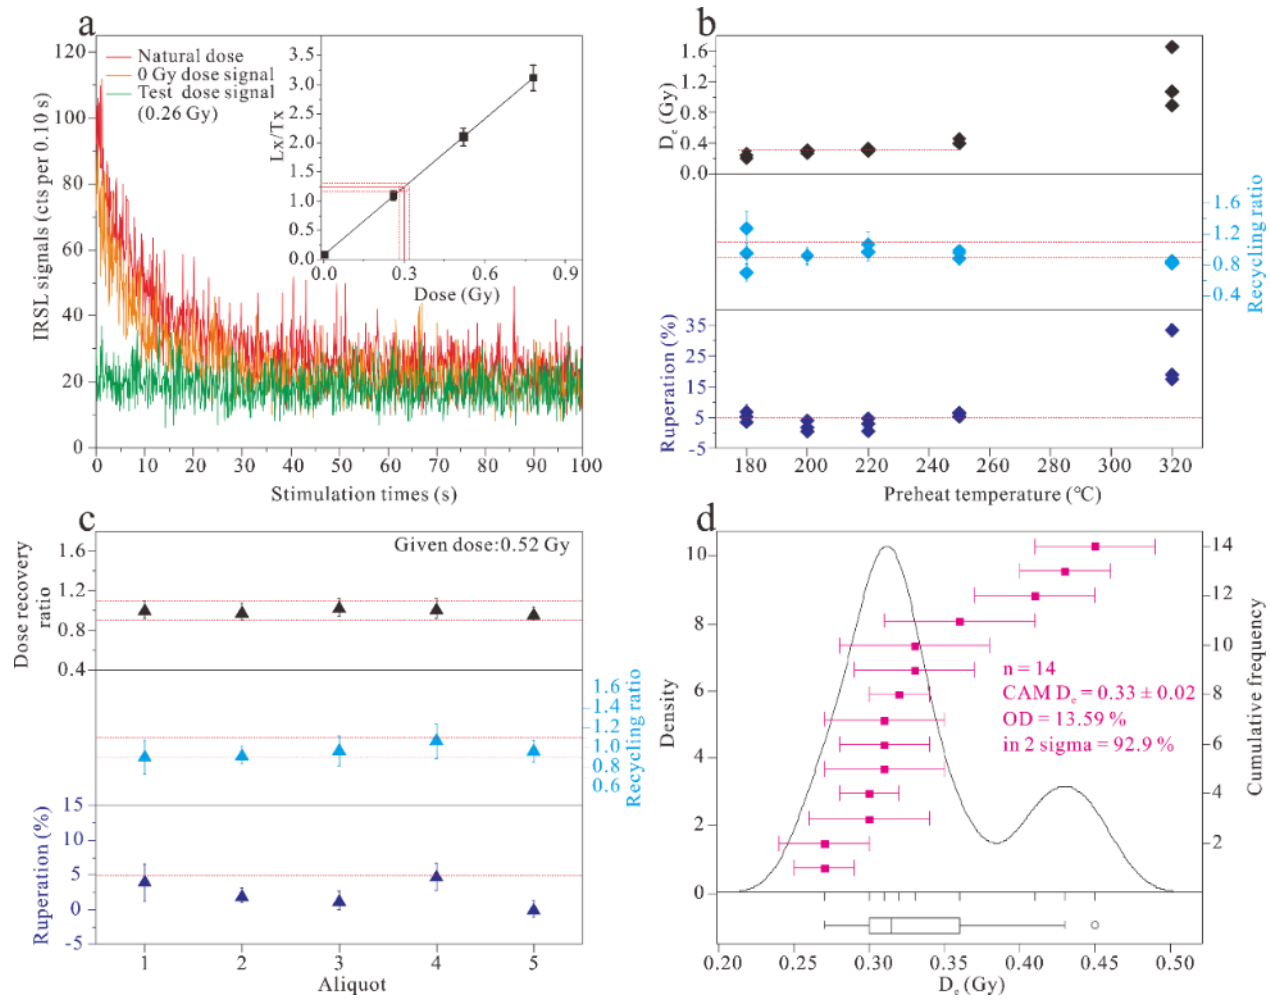 a
120
100
80
60
40
20
0
IRSL signals (cts per 0.10 s)
Natural dose
0 Gy dose signal
Test dose signal
(0.26 Gy)
3.5
3.0
2.0
1.0
0.0
Lx/Tx
0.0 0.3 0.6 0.9
Dose (Gy)
0 10 20 30 40 50 60 70 80 90 100
Stimulation times (s)
b
1.6
1.2
0.8
0.4
0.0
De (Gy)
1.6
1.2
0.8
0.4
Recycling ratio
35
25
15
5
-5
Ruperation (%)
180 200 220 240 260 280 300 320
Preheat temperature (°C)
c
Given dose:0.52 Gy
1.6
1.2
0.8
0.4
Dose recovery
ratio
1.6
1.4
1.2
1.0
0.8
0.6
Recycling ratio
15
10
5
0
-5
Ruperation (%)
1 2 3 4 5
Aliquot
d
10
8
6
4
2
0
Density
14
12
10
8
6
4
2
Cumulative frequency
n = 14
CAM De = 0.33 ± 0.02
OD = 13.59 %
in 2 sigma = 92.9 %
0.20 0.25 0.30 0.35 0.40 0.45 0.50
De (Gy)